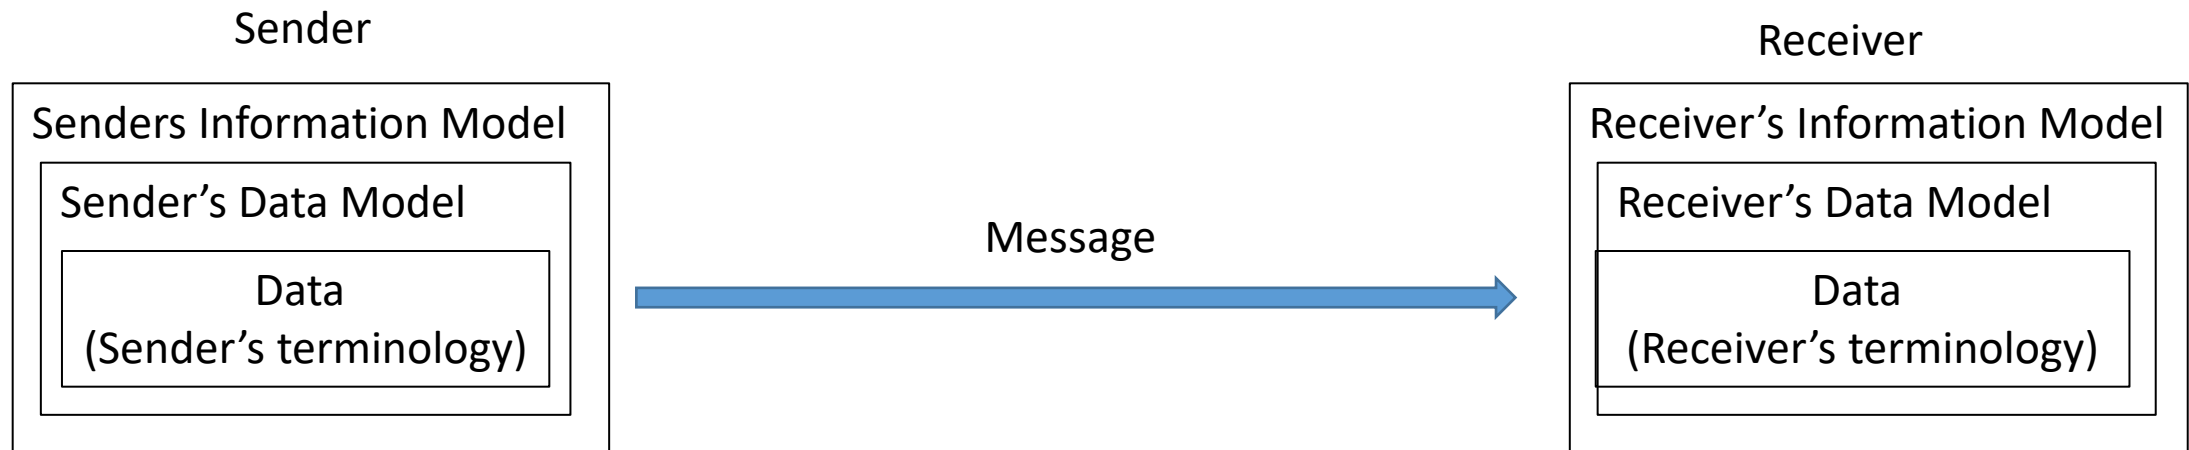 Sender
Senders Information Model
Sender’s Data Model
Data
(Sender’s terminology)
Message
Receiver
Receiver’s Information Model
Receiver’s Data Model
Data
(Receiver’s terminology)